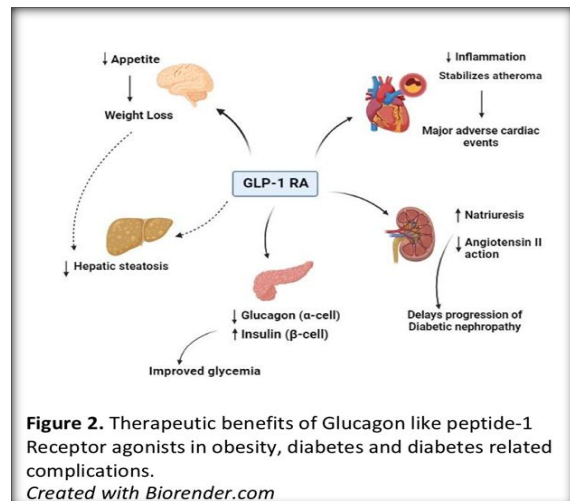 ↓ Appetite
Weight Loss
↓ Inflammation
Stabilizes atheroma
Major adverse cardiac
events
GLP-1 RA
↓ Hepatic steatosis
↓ Glucagon (α-cell)
↑ Insulin (β-cell)
Improved glycemia
↑ Natriuresis
↓ Angiotensin II
action
Delays progression of
Diabetic nephropathy
Figure 2. Therapeutic benefits of Glucagon like peptide-1
Receptor agonists in obesity, diabetes and diabetes related
complications.
Created with Biorender.com